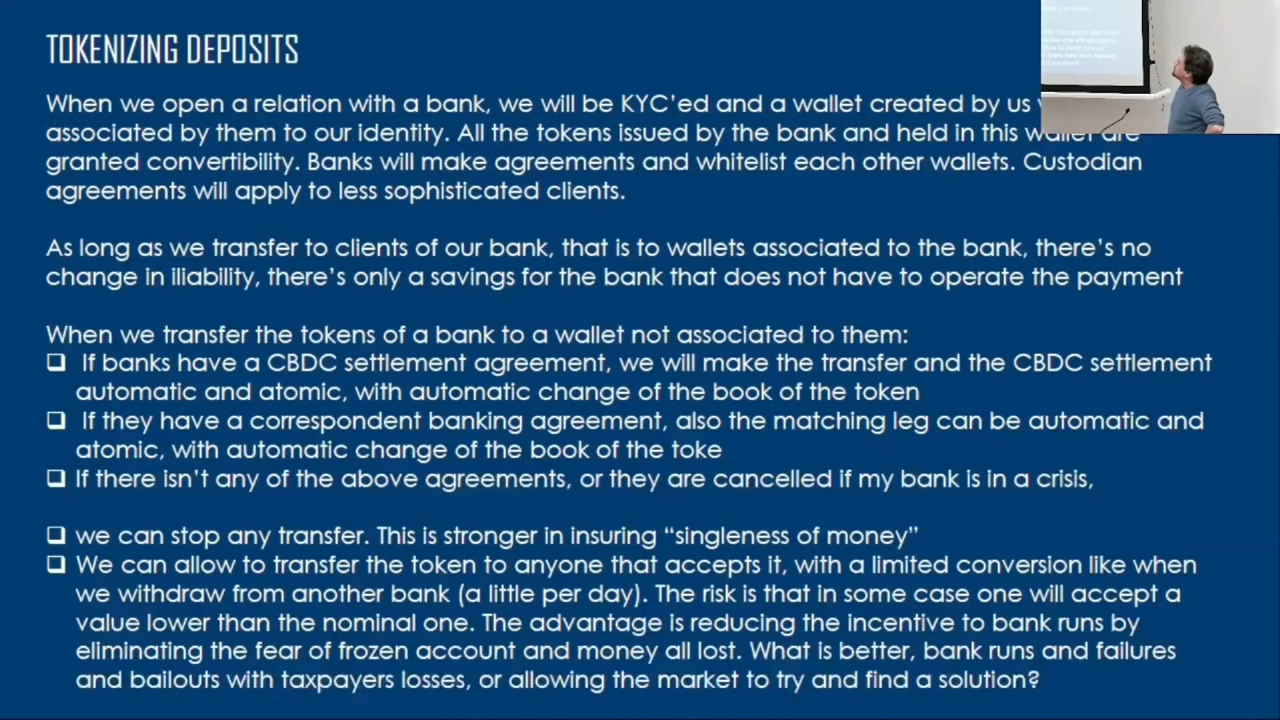 TOKENIZING DEPOSITS
When we open a relation with a bank, we will be KYC'ed and a wallet created by us
associated by them to our identity. All the tokens issued by the bank and held in this wallet are
granted convertibility. Banks will make agreements and whitelist each other wallets. Custodian
agreements will apply to less sophisticated clients.
As long as we transfer to clients of our bank, that is to wallets associated to the bank, there's no
change in iliability, there's only a savings for the bank that does not have to operate the payment
When we transfer the tokens of a bank to a wallet not associated to them:
❑ If banks have a CBDC settlement agreement, we will make the transfer and the CBDC settlement
automatic and atomic, with automatic change of the book of the token
❑ If they have a correspondent banking agreement, also the matching leg can be automatic and
atomic, with automatic change of the book of the toke
❑ If there isn't any of the above agreements, or they are cancelled if my bank is in a crisis,
❑ we can stop any transfer. This is stronger in insuring "singleness of money"
❑ We can allow to transfer the token to anyone that accepts it, with a limited conversion like when
we withdraw from another bank (a little per day). The risk is that in some case one will accept a
value lower than the nominal one. The advantage is reducing the incentive to bank runs by
eliminating the fear of frozen account and money all lost. What is better, bank runs and failures
and bailouts with taxpayers losses, or allowing the market to try and find a solution?